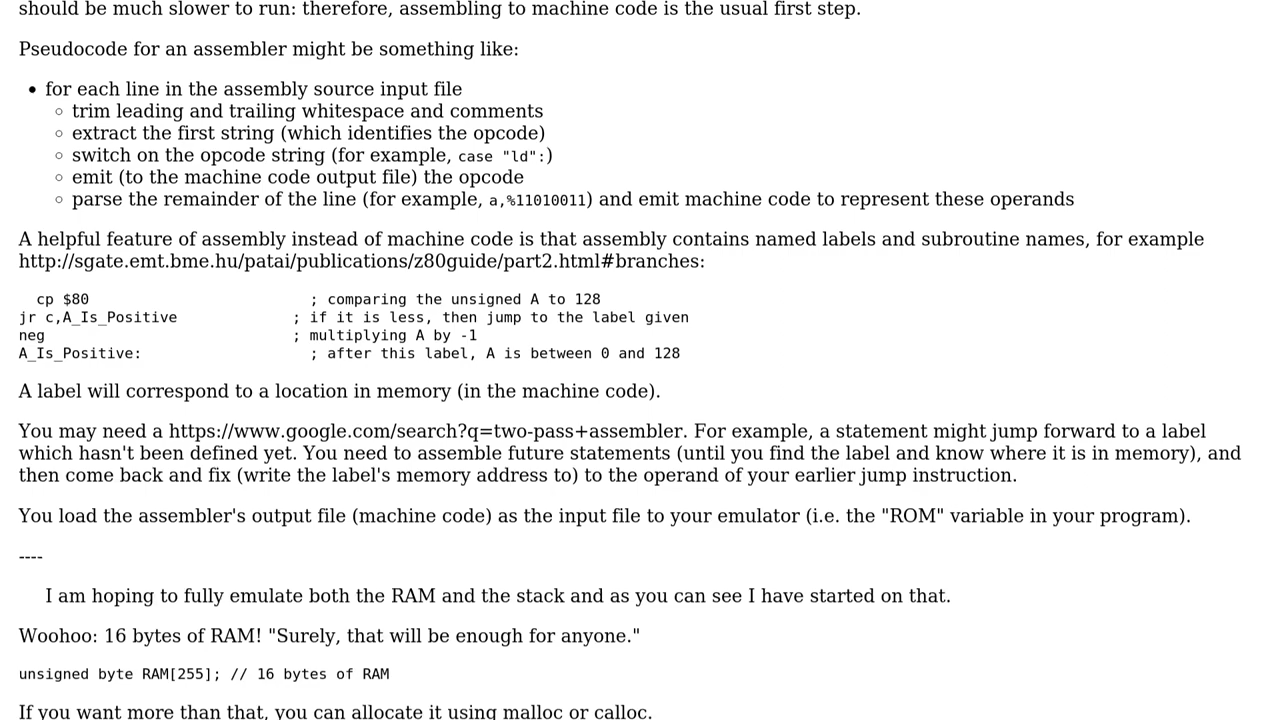 should be much slower to run: therefore, assembling to machine code is the usual first step.
Pseudocode for an assembler might be something like:
• for each line in the assembly source input file
◦ trim leading and trailing whitespace and comments
◦ extract the first string (which identifies the opcode)
◦ switch on the opcode string (for example, case "ld":)
◦ emit (to the machine code output file) the opcode
◦ parse the remainder of the line (for example, a,%11010011) and emit machine code to represent these operands
A helpful feature of assembly instead of machine code is that assembly contains named labels and subroutine names, for example
http://sgate.emt.bme.hu/patai/publications/z80guide/part2.html#branches:
cp $80 ; comparing the unsigned A to 128
jr c,A_Is_Positive ; if it is less, then jump to the label given
neg ; multiplying A by -1
A_Is_Positive: ; after this label, A is between 0 and 128
A label will correspond to a location in memory (in the machine code).
You may need a https://www.google.com/search?q=two-pass+assembler. For example, a statement might jump forward to a label
which hasn't been defined yet. You need to assemble future statements (until you find the label and know where it is in memory), and
then come back and fix (write the label's memory address to) to the operand of your earlier jump instruction.
You load the assembler's output file (machine code) as the input file to your emulator (i.e. the "ROM" variable in your program).
----
I am hoping to fully emulate both the RAM and the stack and as you can see I have started on that.
Woohoo: 16 bytes of RAM! "Surely, that will be enough for anyone."
unsigned byte RAM[255]; // 16 bytes of RAM
If you want more than that, you can allocate it using malloc or calloc.